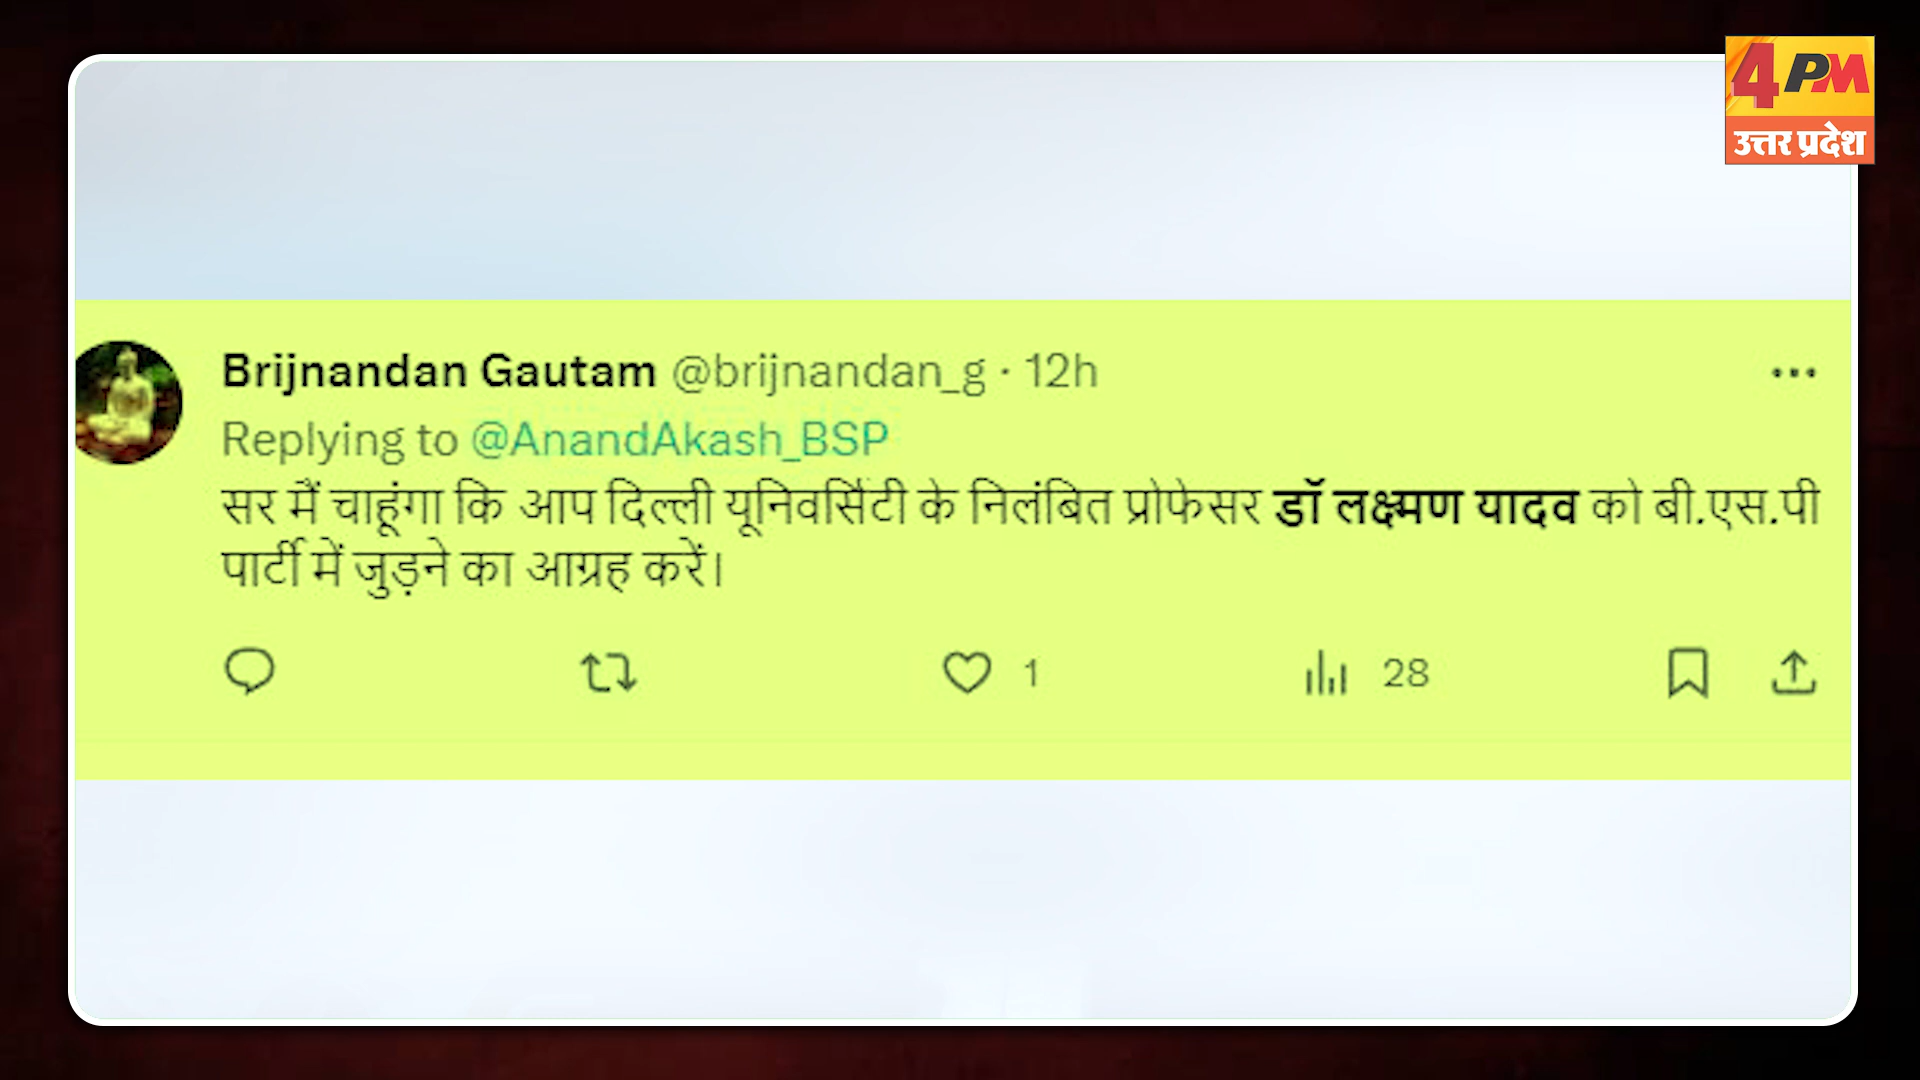 4PM
उत्तर प्रदेश
Brijnandan Gautam @brijnandan_g · 12h
Replying to @AnandAkash_BSP
सर मैं चाहूंगा कि आप दिल्ली यूनिवर्सिटी के निलंबित प्रोफेसर डॉ लक्ष्मण यादव को बी.एस.पी
पार्टी में जुड़ने का आग्रह करें।
1 28